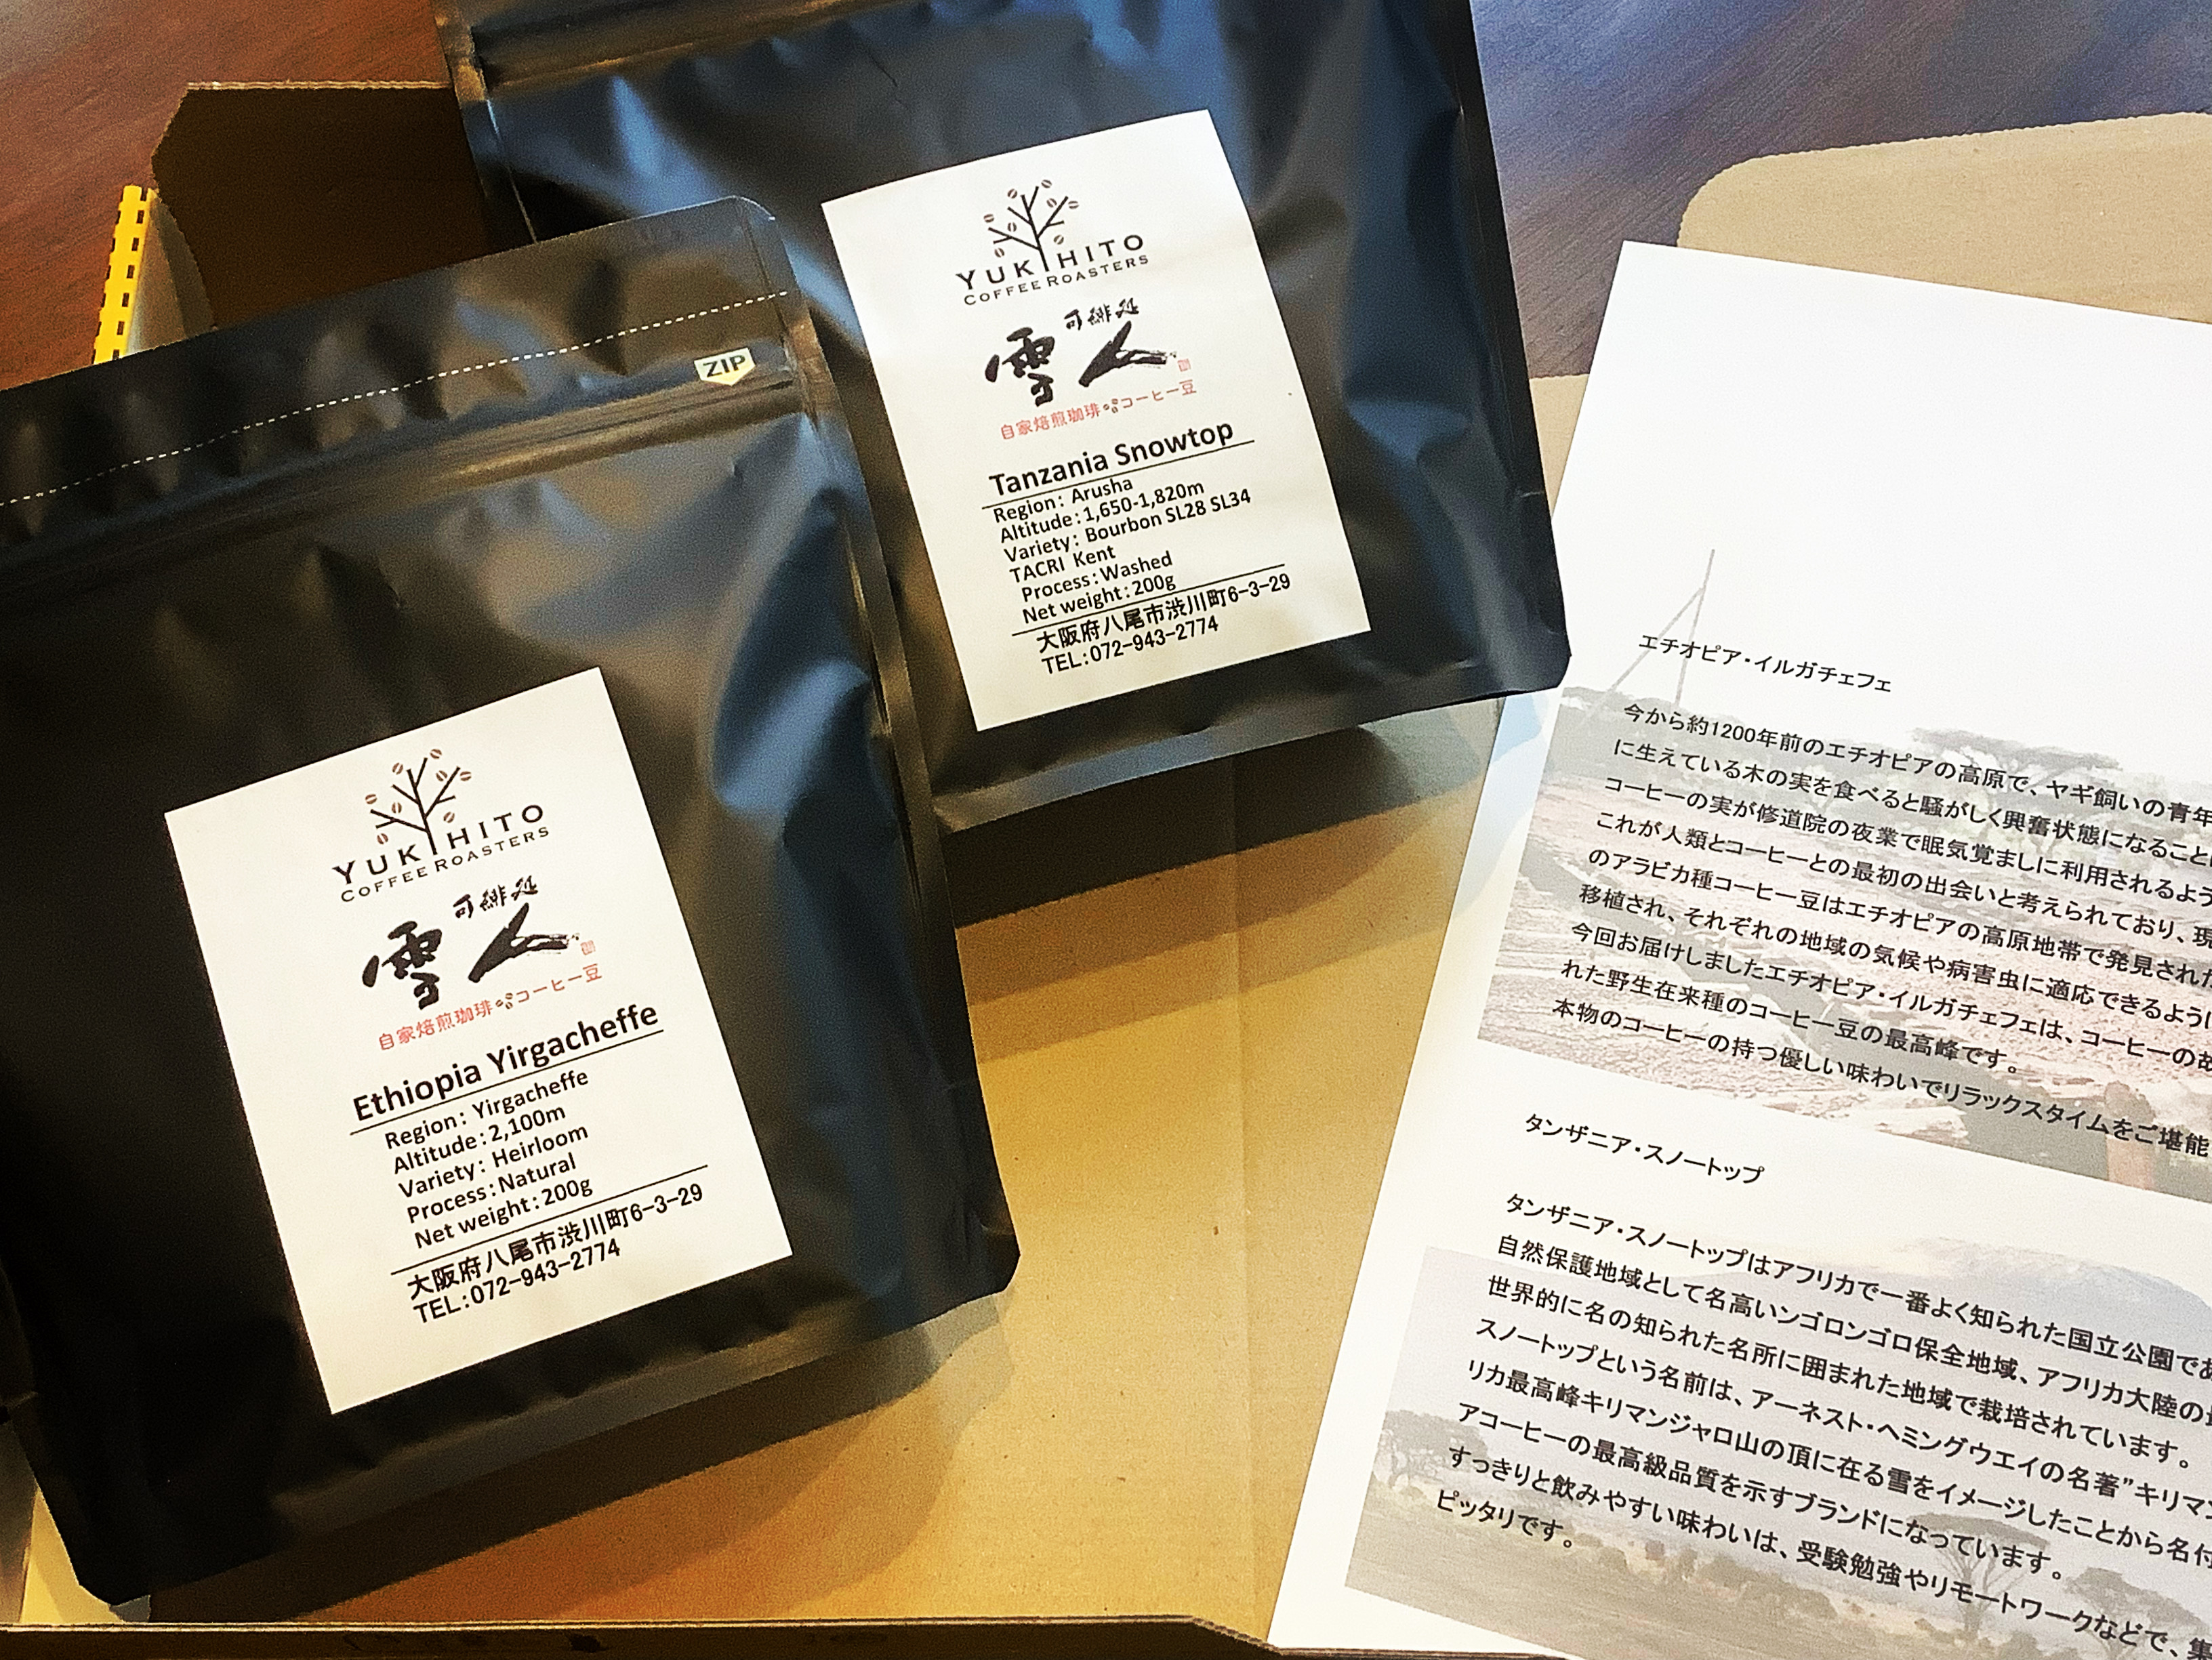 YUKIHITO
COFFEE ROASTERS
可琲処
雪人
自家焙煎珈琲 コーヒー豆
Tanzania Snowtop
Region: Arusha
Altitude:1,650-1,820m
Variety: Bourbon SL28 SL34
TACRI Kent
Process:Washed
Net weight:200g
大阪府八尾市渋川町6-3-29
TEL:072-943-2774
ZIP
YUKIHITO
COFFEE ROASTERS
可琲処
雪人
自家焙煎珈琲 コーヒー豆
Ethiopia Yirgacheffe
Region: Yirgacheffe
Altitude:2,100m
Variety: Heirloom
Process:Natural
Net weight:200g
大阪府八尾市渋川町6-3-29
TEL:072-943-2774
エチオピア・イルガチェフェ
今から約1200年前のエチオピアの高原で、ヤギ飼いの青年
に生えている木の実を食べると騒がしく興奮状態になること
コーヒーの実が修道院の夜業で眠気覚ましに利用されるよう
これが人類とコーヒーとの最初の出会いと考えられており、現
のアラビカ種コーヒー豆はエチオピアの高原地帯で発見された
移植され、それぞれの地域の気候や病害虫に適応できるように
今回お届けしましたエチオピア・イルガチェフェは、コーヒーの故
れた野生在来種のコーヒー豆の最高峰です。
本物のコーヒーの持つ優しい味わいでリラックスタイムをご堪能
タンザニア・スノートップ
タンザニア・スノートップはアフリカで一番よく知られた国立公園であ
自然保護地域として名高いンゴロンゴロ保全地域、アフリカ大陸の
世界的に名の知られた名所に囲まれた地域で栽培されています。
スノートップという名前は、アーネスト・ヘミングウエイの名著"キリマン
リカ最高峰キリマンジャロ山の頂に在る雪をイメージしたことから名付
アコーヒーの最高級品質を示すブランドになっています。
すっきりと飲みやすい味わいは、受験勉強やリモートワークなどで、集
ピッタリです。